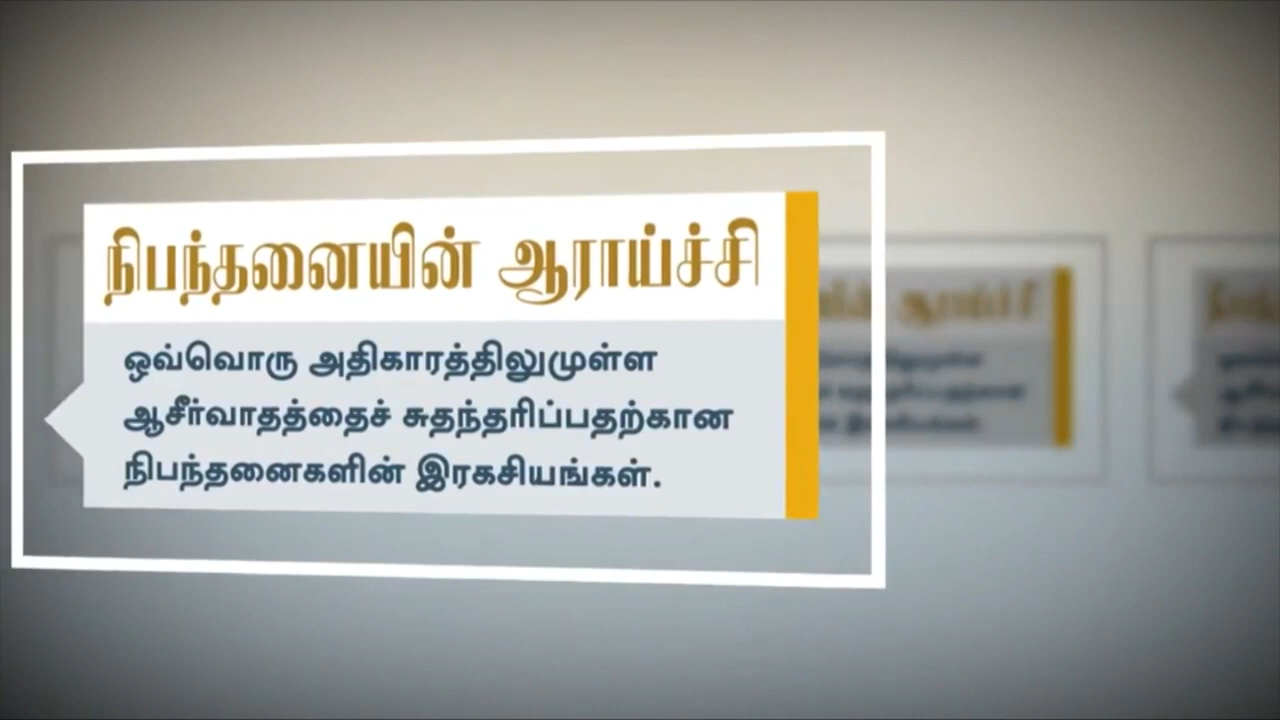 நிபந்தனையின் ஆராய்ச்சி
ஒவ்வொரு அதிகாரத்திலுமுள்ள
ஆசீர்வாதத்தைச் சுதந்தரிப்பதற்கான
நிபந்தனைகளின் இரகசியங்கள்.